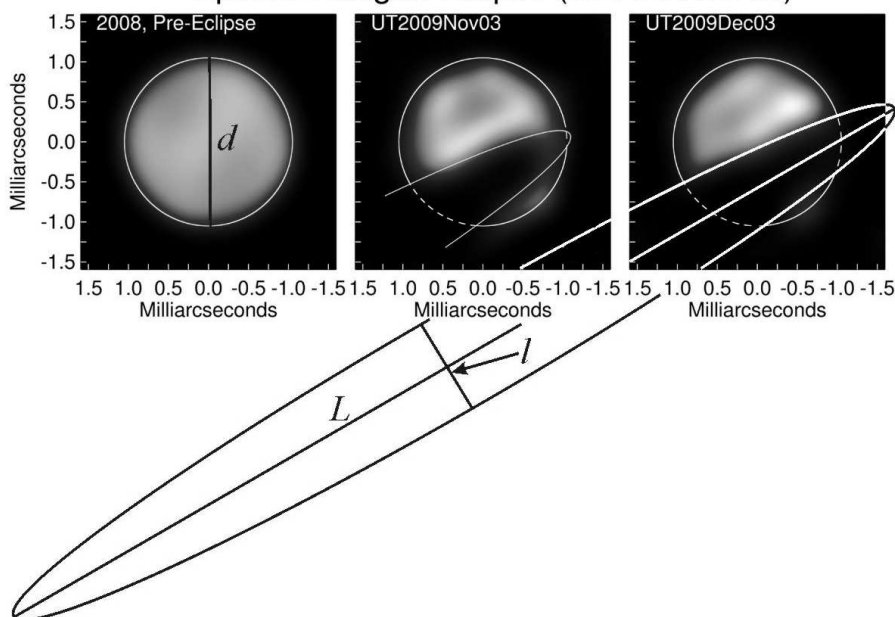 2008, Pre-Eclipse UT2009Nov03 UT2009Dec03
Milliarcseconds
1.5
1.0
0.5
0.0
-0.5
-1.0
-1.5
d
1.5 1.0 0.5 0.0 -0.5 -1.0 -1.5 1.5 1.0 0.5 0.0 -0.5 -1.0 -1.5 1.5 1.0 0.5 0.0 -0.5 -1.0 -1.5
Milliarcseconds Milliarcseconds Milliarcseconds
l
L